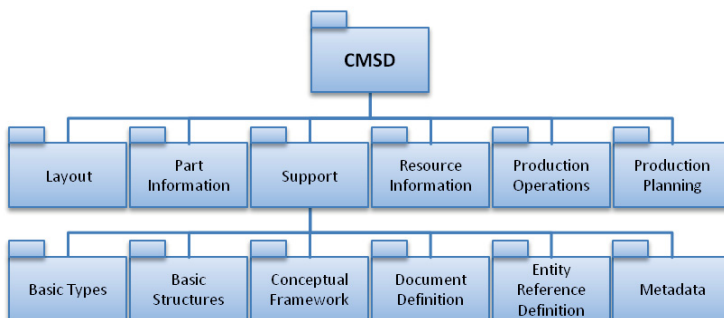 CMSD
Layout
Part
Information
Support
Resource
Information
Production
Operations
Production
Planning
Basic Types
Basic
Structures
Conceptual
Framework
Document
Definition
Entity
Reference
Definition
Metadata